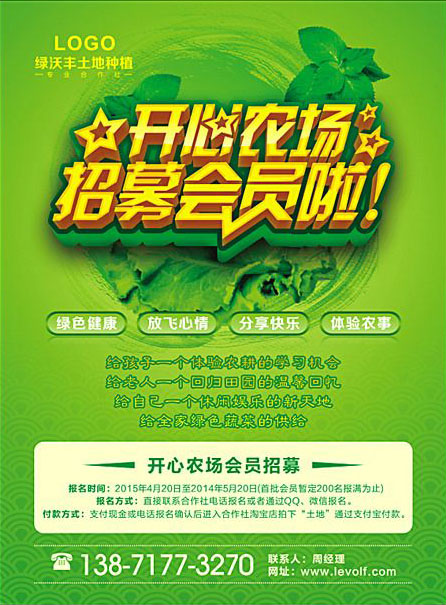 LOGO
绿沃丰土地种植
专业合作社
开心农场
招募会员啦!
绿色健康 放飞心情 分享快乐 体验农事
给孩子一个体验农耕的学习机会
给老人一个回归田园的温馨回忆
给自己一个休闲娱乐的新天地
给全家绿色蔬菜的供给
开心农场会员招募
报名时间：2015年4月20日至2014年5月20日(首批会员暂定200名报满为止)
报名方式：直接联系合作社电话报名或者通过QQ、微信报名。
付款方式：支付现金或电话报名确认后进入合作社淘宝店拍下“土地”通过支付宝付款。
138-7177-3270
联系人：周经理
网站：www.levolf.com